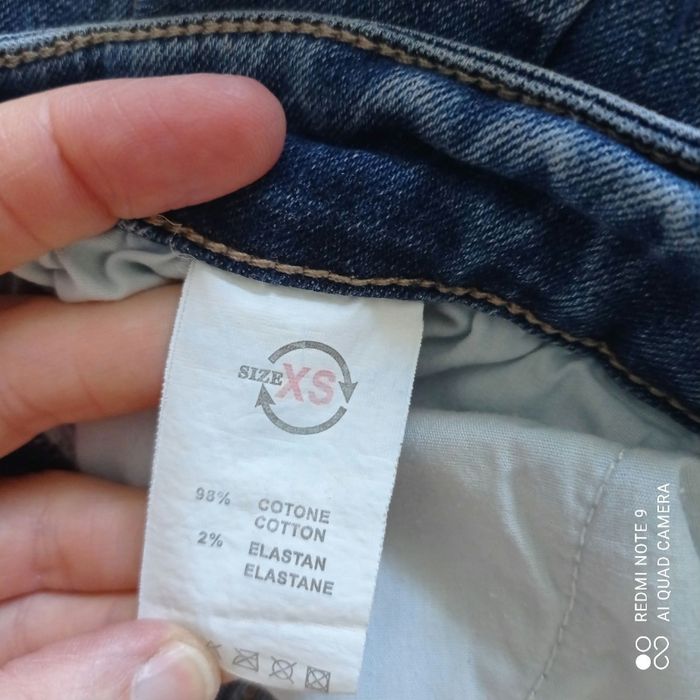 SIZE XS
98% COTONE
COTTON
2% ELASTAN
ELASTANE
REDMI NOTE 9
AI QUAD CAMERA